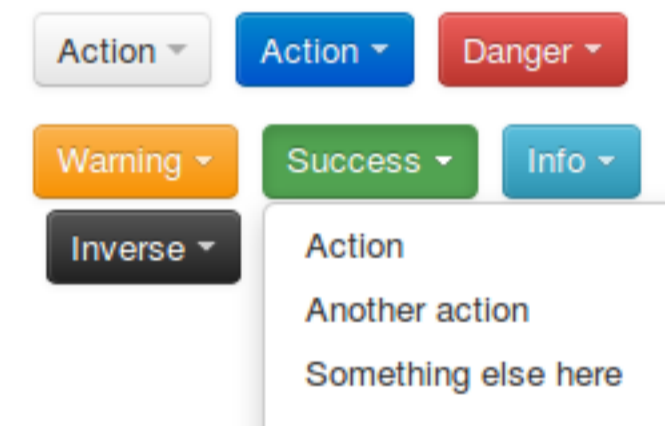 Action Action Danger
Warning Success Info
Inverse
Action
Another action
Something else here